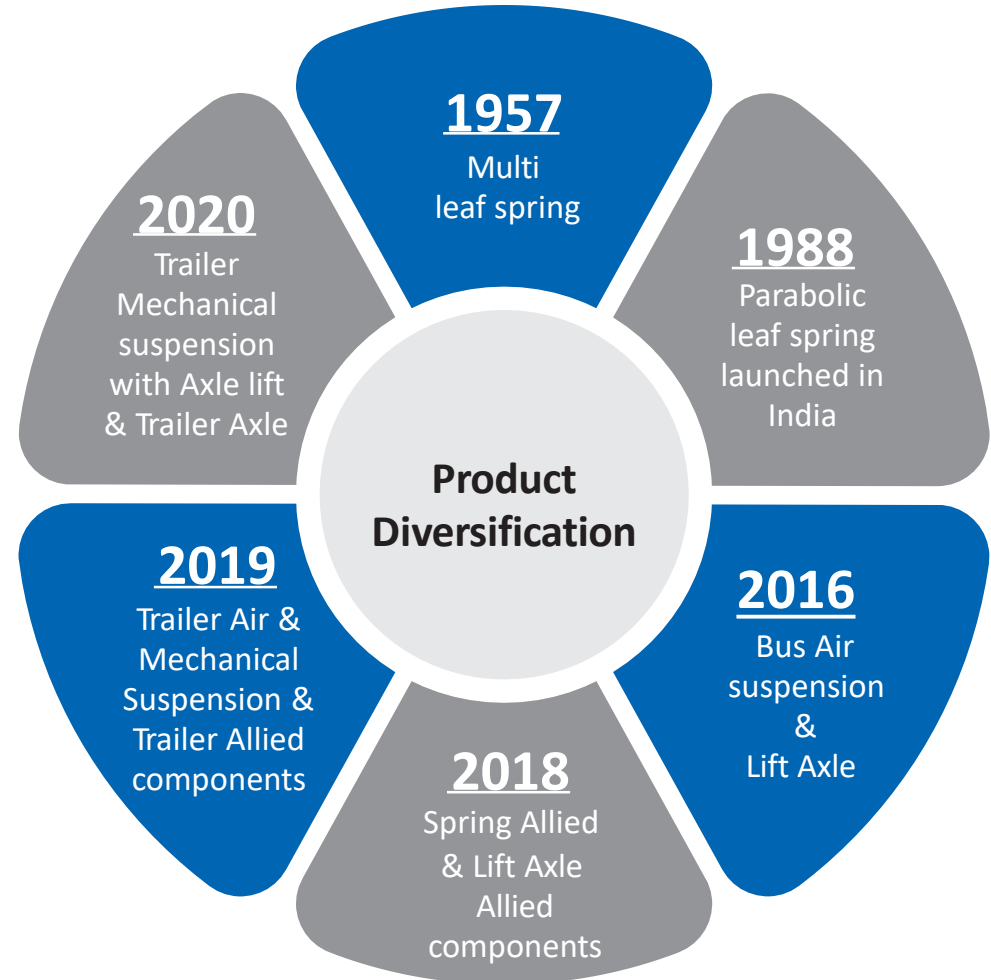 Product
Diversification
1957
Multi
leaf spring
1988
Parabolic
leaf spring
launched in
India
2016
Bus Air
suspension
&
Lift Axle
2018
Spring Allied
& Lift Axle
Allied
components
2019
Trailer Air &
Mechanical
Suspension &
Trailer Allied
components
2020
Trailer
Mechanical
suspension
with Axle lift
& Trailer Axle